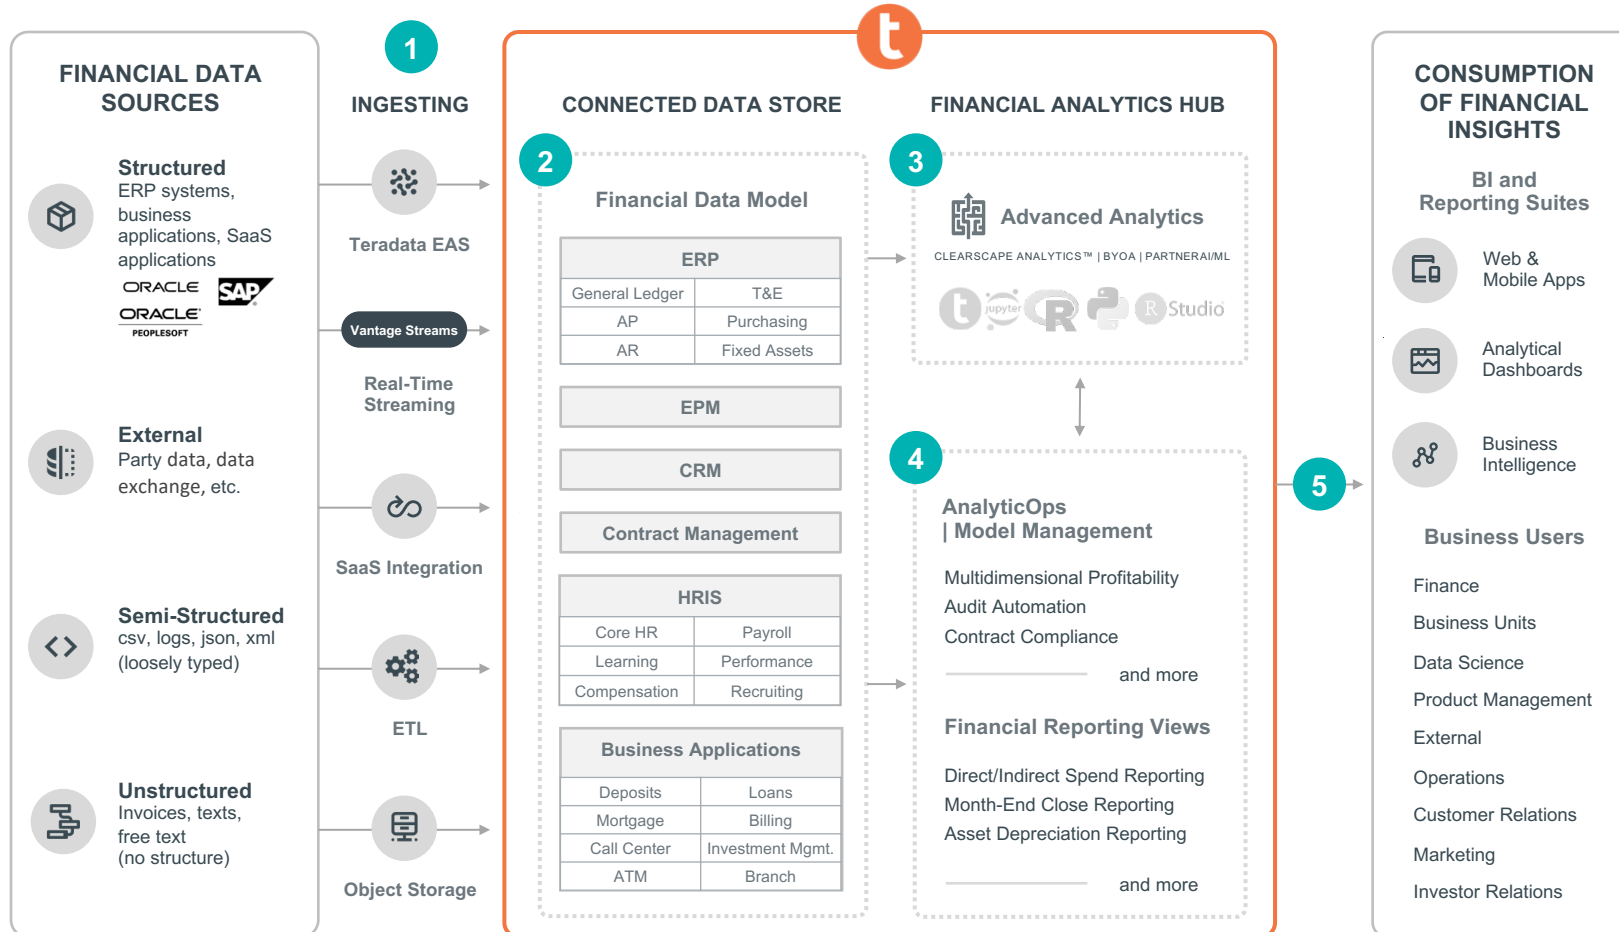 FINANCIAL DATA
SOURCES
Structured
ERP systems,
business
applications, SaaS
applications
ORACLE
SAP
ORACLE
PEOPLESOFT
External
Party data, data
exchange, etc.
Semi-Structured
csv, logs, json, xml
(loosely typed)
Unstructured
Invoices, texts,
free text
(no structure)
1
INGESTING
Teradata EAS
Vantage Streams
Real-Time
Streaming
SaaS Integration
ETL
Object Storage
t
CONNECTED DATA STORE
2
Financial Data Model
ERP
General Ledger T&E
AP Purchasing
AR Fixed Assets
EPM
CRM
Contract Management
HRIS
Core HR Payroll
Learning Performance
Compensation Recruiting
Business Applications
Deposits Loans
Mortgage Billing
Call Center Investment Mgmt.
ATM Branch
FINANCIAL ANALYTICS HUB
3
Advanced Analytics
CLEARSCAPE ANALYTICS™ | BYOA | PARTNERAI/ML
t jupyter R R Studio
4
AnalyticOps
| Model Management
Multidimensional Profitability
Audit Automation
Contract Compliance
and more
Financial Reporting Views
Direct/Indirect Spend Reporting
Month-End Close Reporting
Asset Depreciation Reporting
and more
5
CONSUMPTION
OF FINANCIAL
INSIGHTS
BI and
Reporting Suites
Web &
Mobile Apps
Analytical
Dashboards
Business
Intelligence
Business Users
Finance
Business Units
Data Science
Product Management
External
Operations
Customer Relations
Marketing
Investor Relations